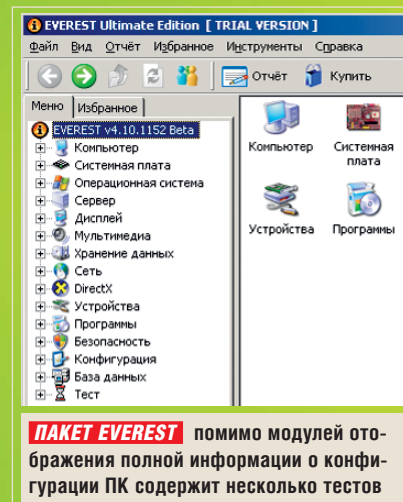 EVEREST Ultimate Edition [ TRIAL VERSION ]
Файл Вид Отчёт Избранное Инструменты Справка
Отчёт Купить
Меню Избранное
EVEREST v4.10.1152 Beta
Компьютер
Системная плата
Операционная система
Сервер
Дисплей
Мультимедиа
Хранение данных
Сеть
DirectX
Устройства
Программы
Безопасность
Конфигурация
База данных
Тест
Компьютер
Системная
плата
Устройства
Программы
ПАКЕТ EVEREST помимо модулей ото-
бражения полной информации о конфи-
гурации ПК содержит несколько тестов